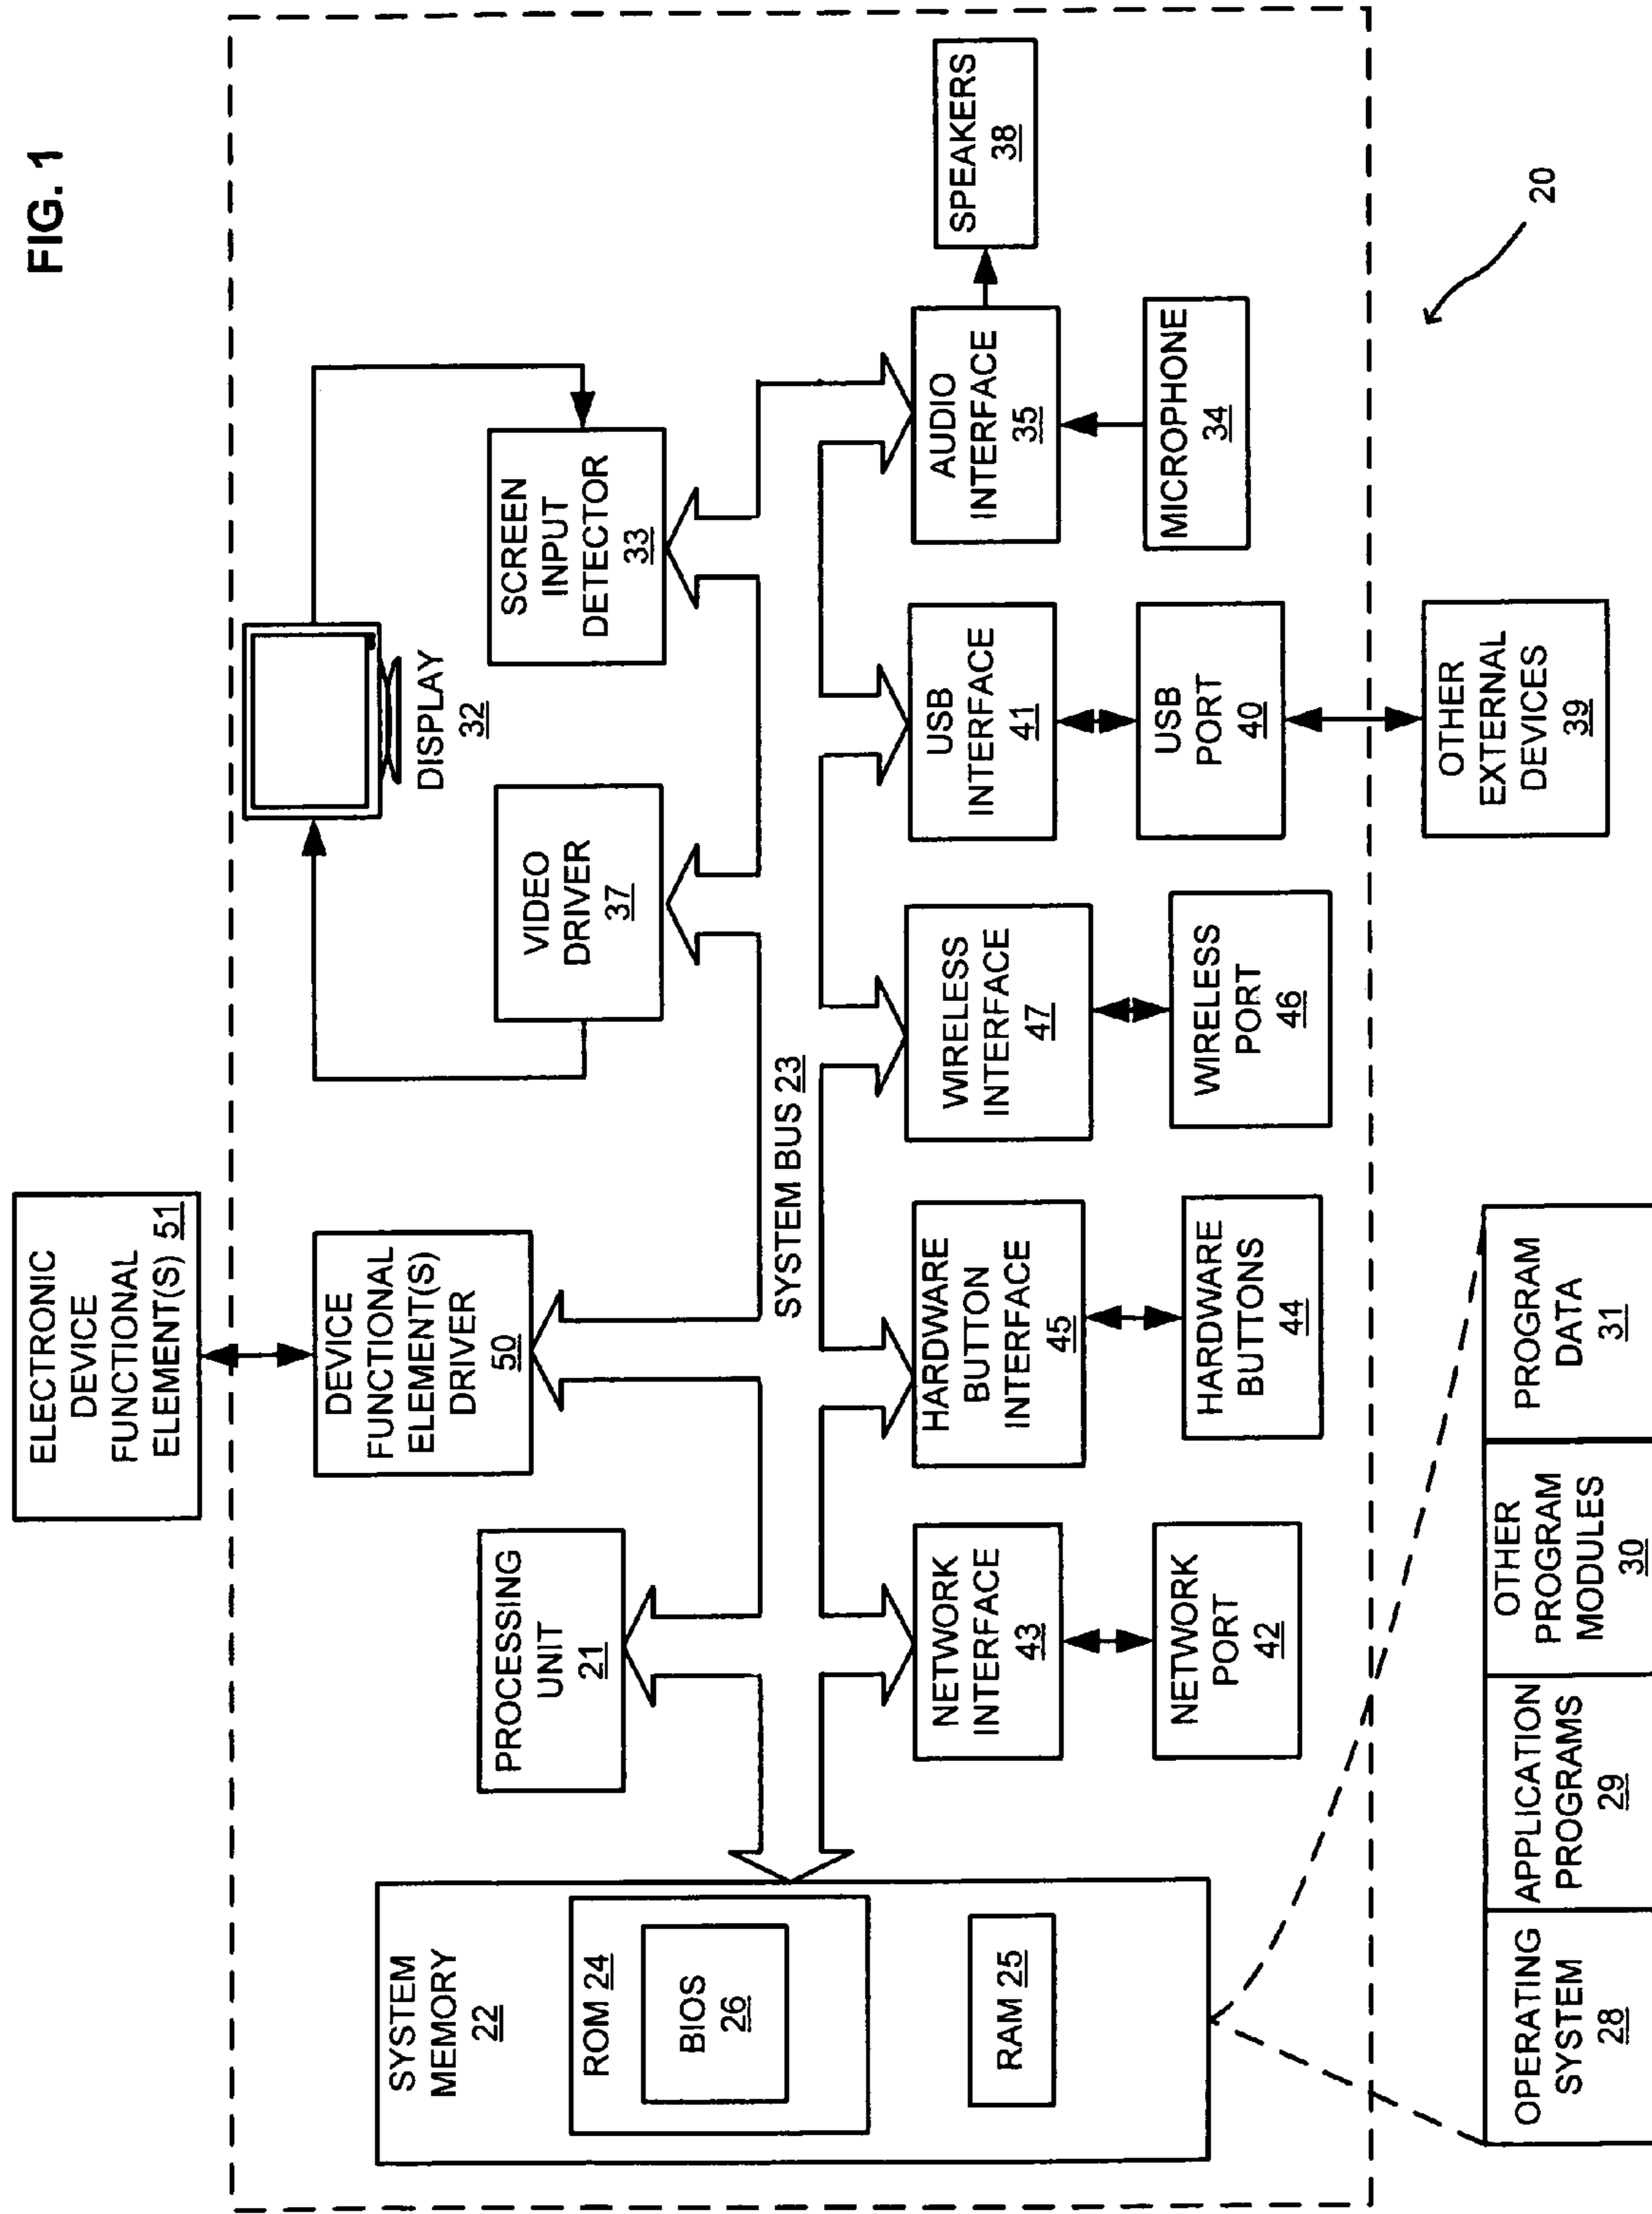 FIG. 1
ELECTRONIC
DEVICE
FUNCTIONAL
ELEMENT(S) 51
DISPLAY
32
DEVICE
FUNCTIONAL
ELEMENT(S)
DRIVER
50
VIDEO
DRIVER
37
SCREEN
INPUT
DETECTOR
33
PROCESSING
UNIT
21
SYSTEM
MEMORY
22
ROM 24
BIOS
26
RAM 25
SYSTEM BUS 23
NETWORK
INTERFACE
43
HARDWARE
BUTTON
INTERFACE
45
WIRELESS
INTERFACE
47
USB
INTERFACE
41
AUDIO
INTERFACE
35
SPEAKERS
38
NETWORK
PORT
42
HARDWARE
BUTTONS
44
WIRELESS
PORT
46
USB
PORT
40
MICROPHONE
34
20
OPERATING
SYSTEM
28
APPLICATION
PROGRAMS
29
OTHER
PROGRAM
MODULES
30
PROGRAM
DATA
31
OTHER
EXTERNAL
DEVICES
39